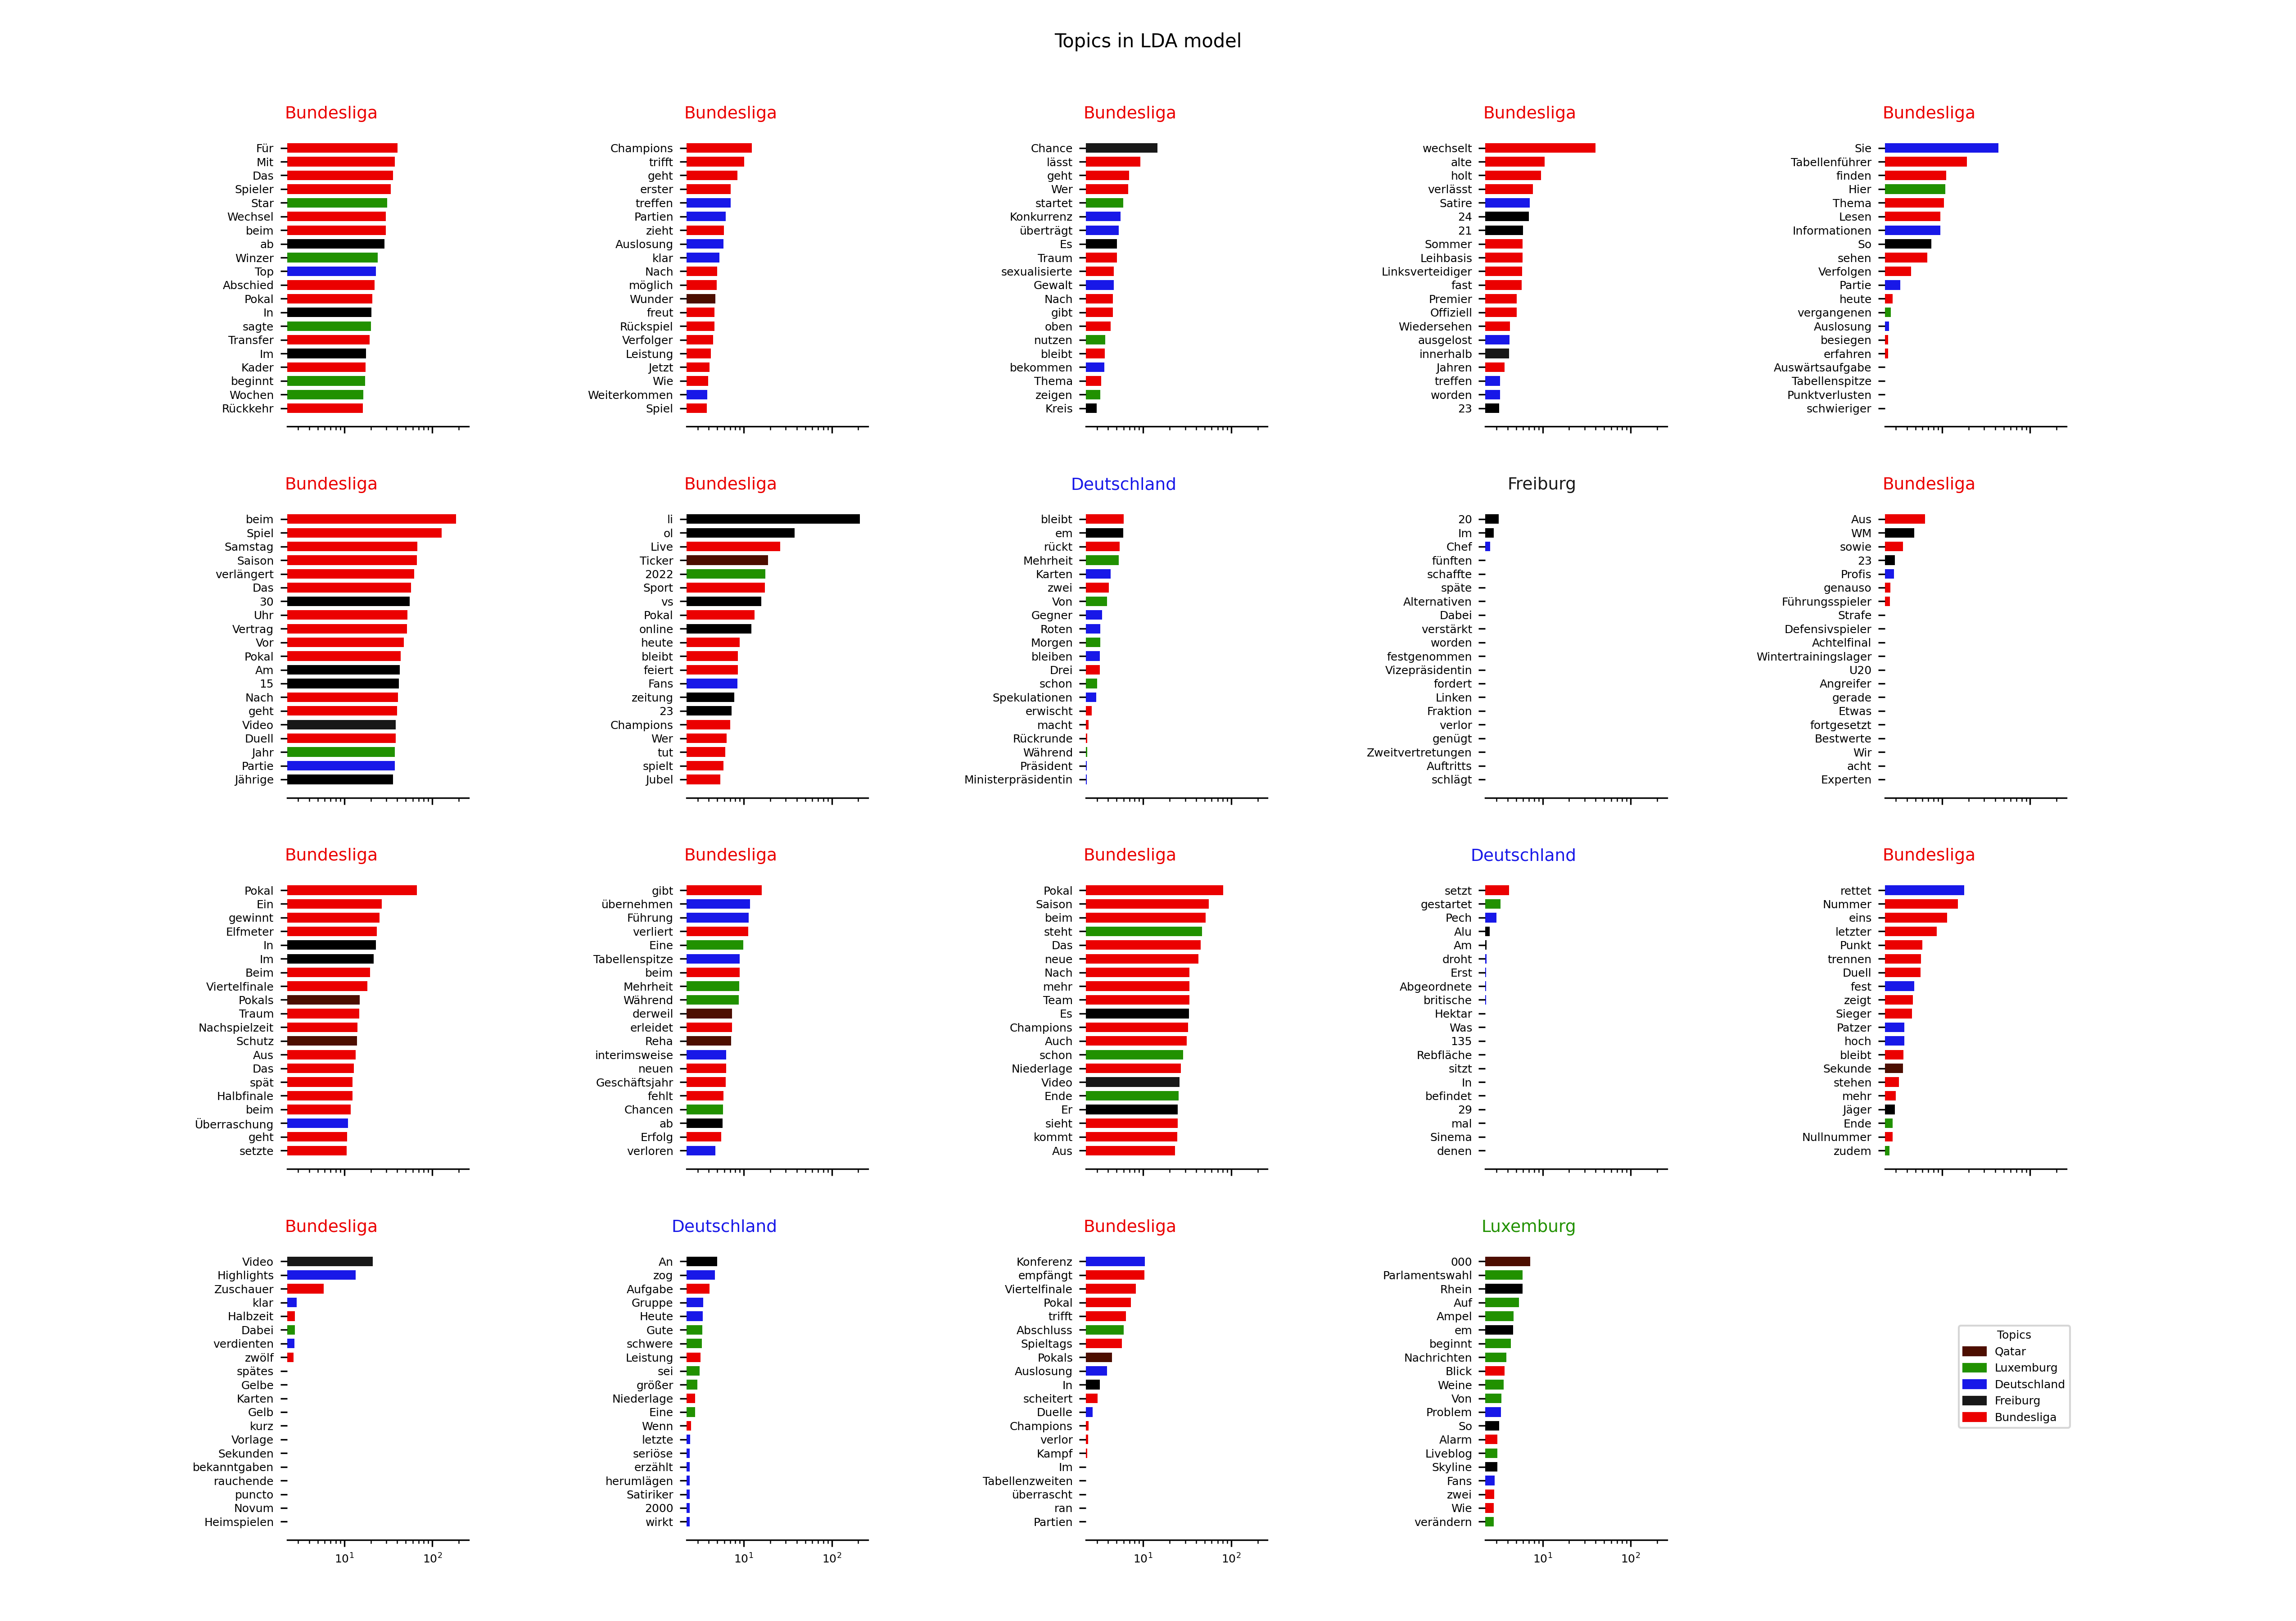 Topics in LDA model
Bundesliga
Für
Mit
Das
Spieler
Star
Wechsel
beim
ab
Winzer
Top
Abschied
Pokal
In
sagte
Transfer
Im
Kader
beginnt
Wochen
Rückkehr
Bundesliga
Champions
trifft
geht
erster
treffen
Partien
zieht
Auslosung
klar
Nach
möglich
Wunder
freut
Rückspiel
Verfolger
Leistung
Jetzt
Wie
Weiterkommen
Spiel
Bundesliga
Chance
lässt
geht
Wer
startet
Konkurrenz
überträgt
Es
Traum
sexualisierte
Gewalt
Nach
gibt
oben
nutzen
bleibt
bekommen
Thema
zeigen
Kreis
Bundesliga
wechselt
alte
holt
verlässt
Satire
24
21
Sommer
Leihbasis
Linksverteidiger
fast
Premier
Offiziell
Wiedersehen
ausgelost
innerhalb
Jahren
treffen
worden
23
Bundesliga
Sie
Tabellenführer
finden
Hier
Thema
Lesen
Informationen
So
sehen
Verfolgen
Partie
heute
vergangenen
Auslosung
besiegen
erfahren
Auswärtsaufgabe
Tabellenspitze
Punktverlusten
schwieriger
Bundesliga
beim
Spiel
Samstag
Saison
verlängert
Das
30
Uhr
Vertrag
Vor
Pokal
Am
15
Nach
geht
Video
Duell
Jahr
Partie
Jährige
Bundesliga
li
ol
Live
Ticker
2022
Sport
vs
Pokal
online
heute
bleibt
feiert
Fans
zeitung
23
Champions
Wer
tut
spielt
Jubel
Deutschland
bleibt
em
rückt
Mehrheit
Karten
zwei
Von
Gegner
Roten
Morgen
bleiben
Drei
schon
Spekulationen
erwischt
macht
Rückrunde
Während
Präsident
Ministerpräsidentin
Freiburg
20
Im
Chef
fünften
schaffte
späte
Alternativen
Dabei
verstärkt
worden
festgenommen
Vizepräsidentin
fordert
Linken
Fraktion
verlor
genügt
Zweitvertretungen
Auftritts
schlägt
Bundesliga
Aus
WM
sowie
23
Profis
genauso
Führungsspieler
Strafe
Defensivspieler
Achtelfinal
Wintertrainingslager
U20
Angreifer
gerade
Etwas
fortgesetzt
Bestwerte
Wir
acht
Experten
Bundesliga
Pokal
Ein
gewinnt
Elfmeter
In
Im
Beim
Viertelfinale
Pokals
Traum
Nachspielzeit
Schutz
Aus
Das
spät
Halbfinale
beim
Überraschung
geht
setzte
Bundesliga
gibt
übernehmen
Führung
verliert
Eine
Tabellenspitze
beim
Mehrheit
Während
derweil
erleidet
Reha
interimsweise
neuen
Geschäftsjahr
fehlt
Chancen
ab
Erfolg
verloren
Bundesliga
Pokal
Saison
beim
steht
Das
neue
Nach
mehr
Team
Es
Champions
Auch
schon
Niederlage
Video
Ende
Er
sieht
kommt
Aus
Deutschland
setzt
gestartet
Pech
Alu
Am
droht
Erst
Abgeordnete
britische
Hektar
Was
135
Rebfläche
sitzt
In
befindet
29
mal
Sinema
denen
Bundesliga
rettet
Nummer
eins
letzter
Punkt
trennen
Duell
fest
zeigt
Sieger
Patzer
hoch
bleibt
Sekunde
stehen
mehr
Jäger
Ende
Nullnummer
zudem
Bundesliga
Video
Highlights
Zuschauer
klar
Halbzeit
Dabei
verdienten
zwölf
spätes
Gelbe
Karten
Gelb
kurz
Vorlage
Sekunden
bekanntgaben
rauchende
puncto
Novum
Heimspielen
10¹ 10²
Deutschland
An
zog
Aufgabe
Gruppe
Heute
Gute
schwere
Leistung
sei
größer
Niederlage
Eine
Wenn
letzte
seriöse
erzählt
herumlägen
Satiriker
2000
wirkt
10¹ 10²
Bundesliga
Konferenz
empfängt
Viertelfinale
Pokal
trifft
Abschluss
Spieltags
Pokals
Auslosung
In
scheitert
Duelle
Champions
verlor
Kampf
Im
Tabellenzweiten
überrascht
ran
Partien
10¹ 10²
Luxemburg
000
Parlamentswahl
Rhein
Auf
Ampel
em
beginnt
Nachrichten
Blick
Weine
Von
Problem
So
Alarm
Liveblog
Skyline
Fans
zwei
Wie
verändern
10¹ 10²
Topics
Qatar
Luxemburg
Deutschland
Freiburg
Bundesliga